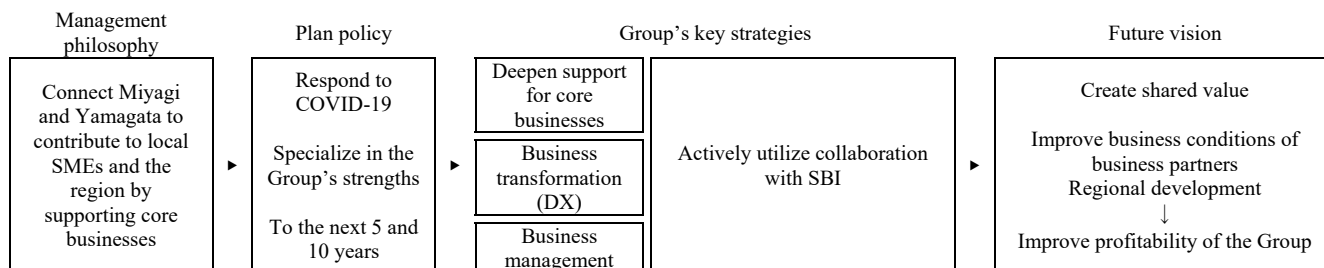 Management
philosophy
Plan policy
Group's key strategies
Future vision
Connect Miyagi
and Yamagata to
contribute to local
SMEs and the
region by
supporting core
businesses
►
Respond to
COVID-19
Specialize in the
Group's strengths
To the next 5 and
10 years
►
Deepen support
for core
businesses
Business
transformation
(DX)
Business
management
Actively utilize collaboration
with SBI
►
Create shared value
Improve business conditions of
business partners
Regional development
↓
Improve profitability of the Group